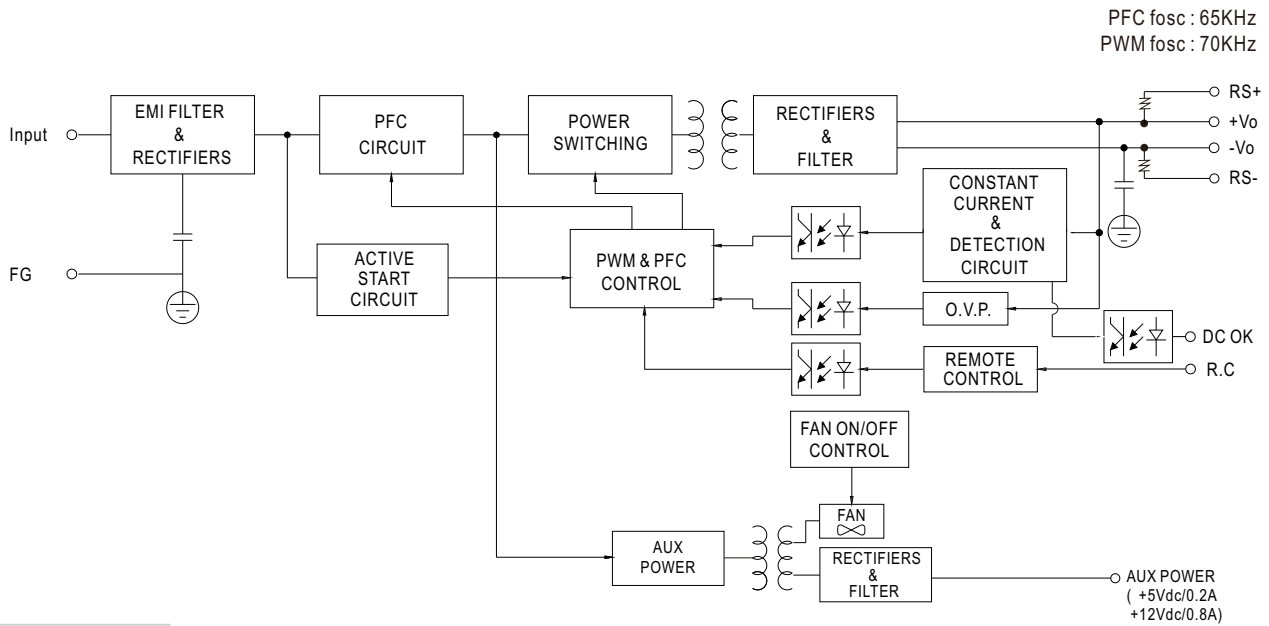 PFC fosc : 65KHz
PWM fosc : 70KHz
Input
EMI FILTER
&
RECTIFIERS
PFC
CIRCUIT
POWER
SWITCHING
RECTIFIERS
&
FILTER
RS+
+Vo
-Vo
RS-
FG
ACTIVE
START
CIRCUIT
PWM & PFC
CONTROL
CONSTANT
CURRENT
&
DETECTION
CIRCUIT
O.V.P.
DC OK
REMOTE
CONTROL
R.C
FAN ON/OFF
CONTROL
FAN
AUX
POWER
RECTIFIERS
&
FILTER
AUX POWER
( +5Vdc/0.2A
+12Vdc/0.8A)